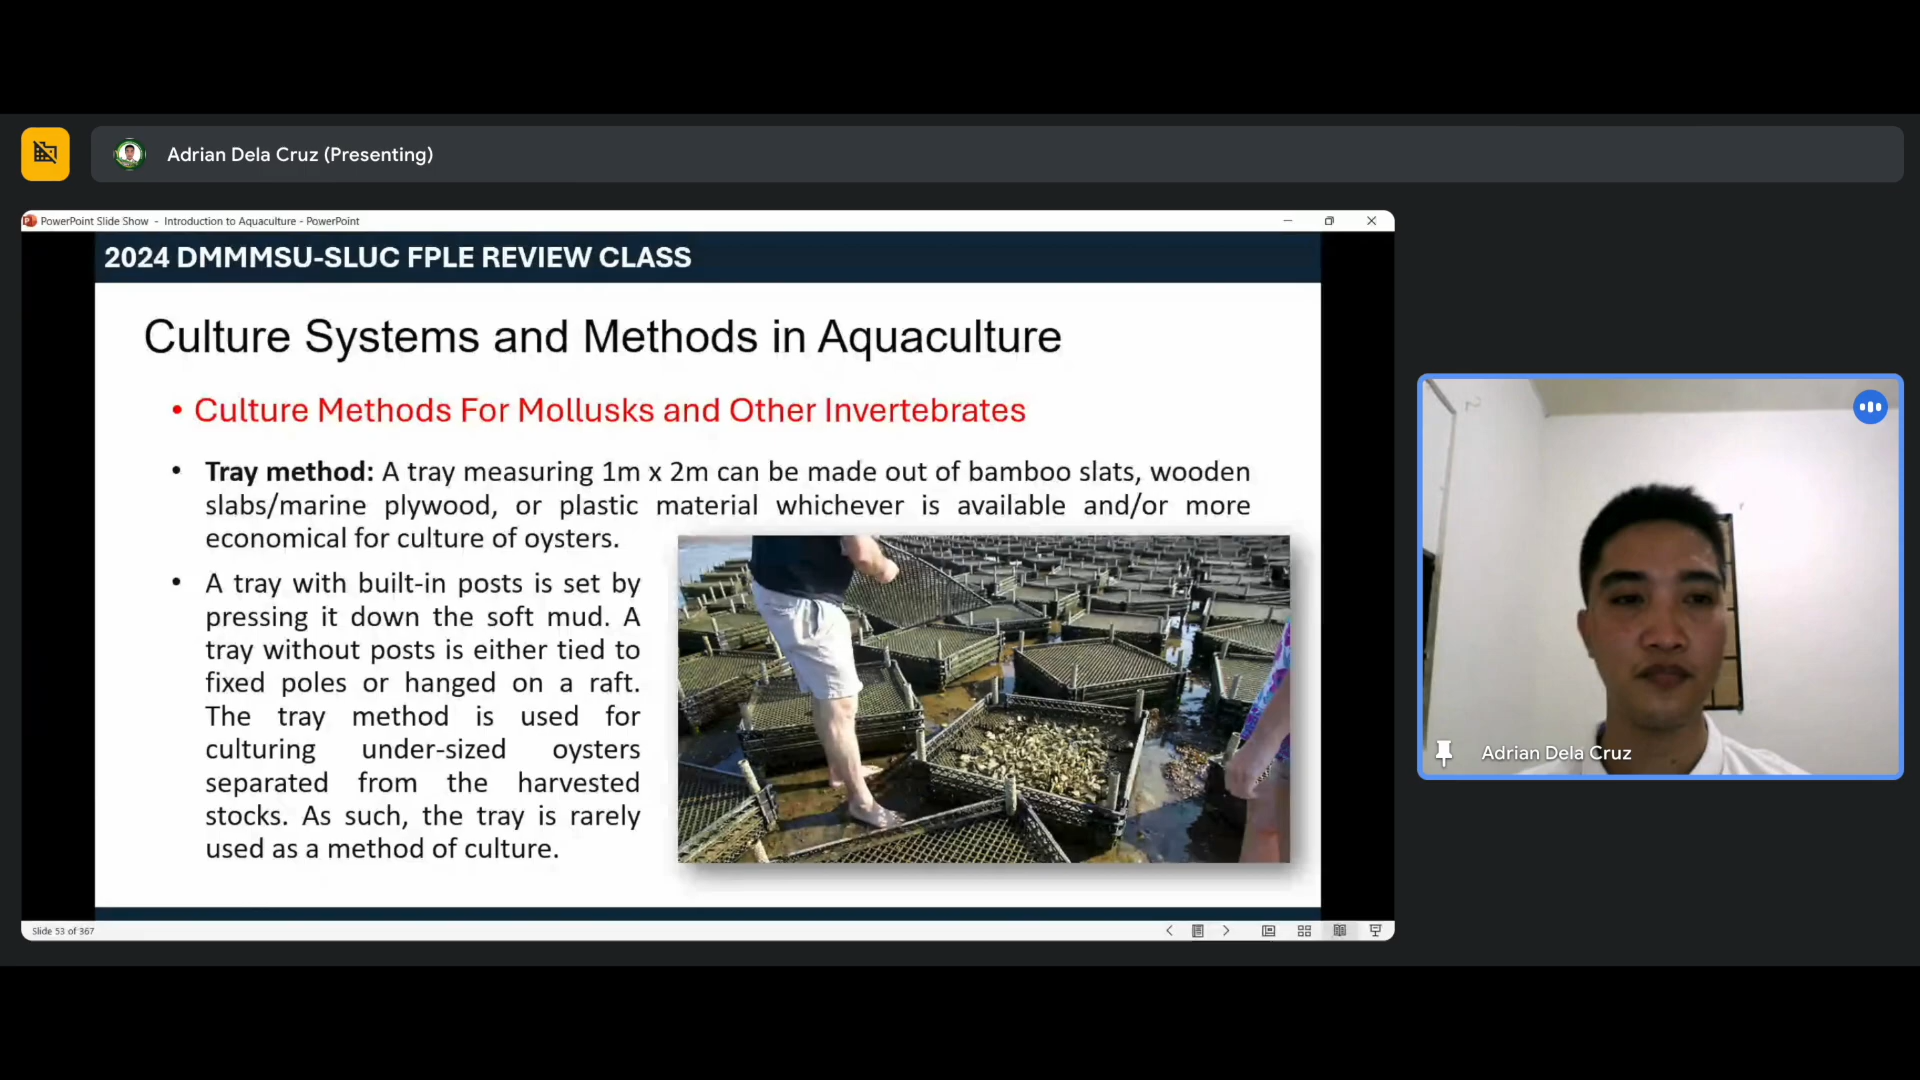 Adrian Dela Cruz (Presenting)
PowerPoint Slide Show - Introduction to Aquaculture - PowerPoint
2024 DMMMSU-SLUC FPLE REVIEW CLASS
Culture Systems and Methods in Aquaculture
• Culture Methods For Mollusks and Other Invertebrates
• Tray method: A tray measuring 1m x 2m can be made out of bamboo slats, wooden
slabs/marine plywood, or plastic material whichever is available and/or more
economical for culture of oysters.
• A tray with built-in posts is set by
pressing it down the soft mud. A
tray without posts is either tied to
fixed poles or hanged on a raft.
The tray method is used for
culturing under-sized oysters
separated from the harvested
stocks. As such, the tray is rarely
used as a method of culture.
Slide 53 of 367
Adrian Dela Cruz